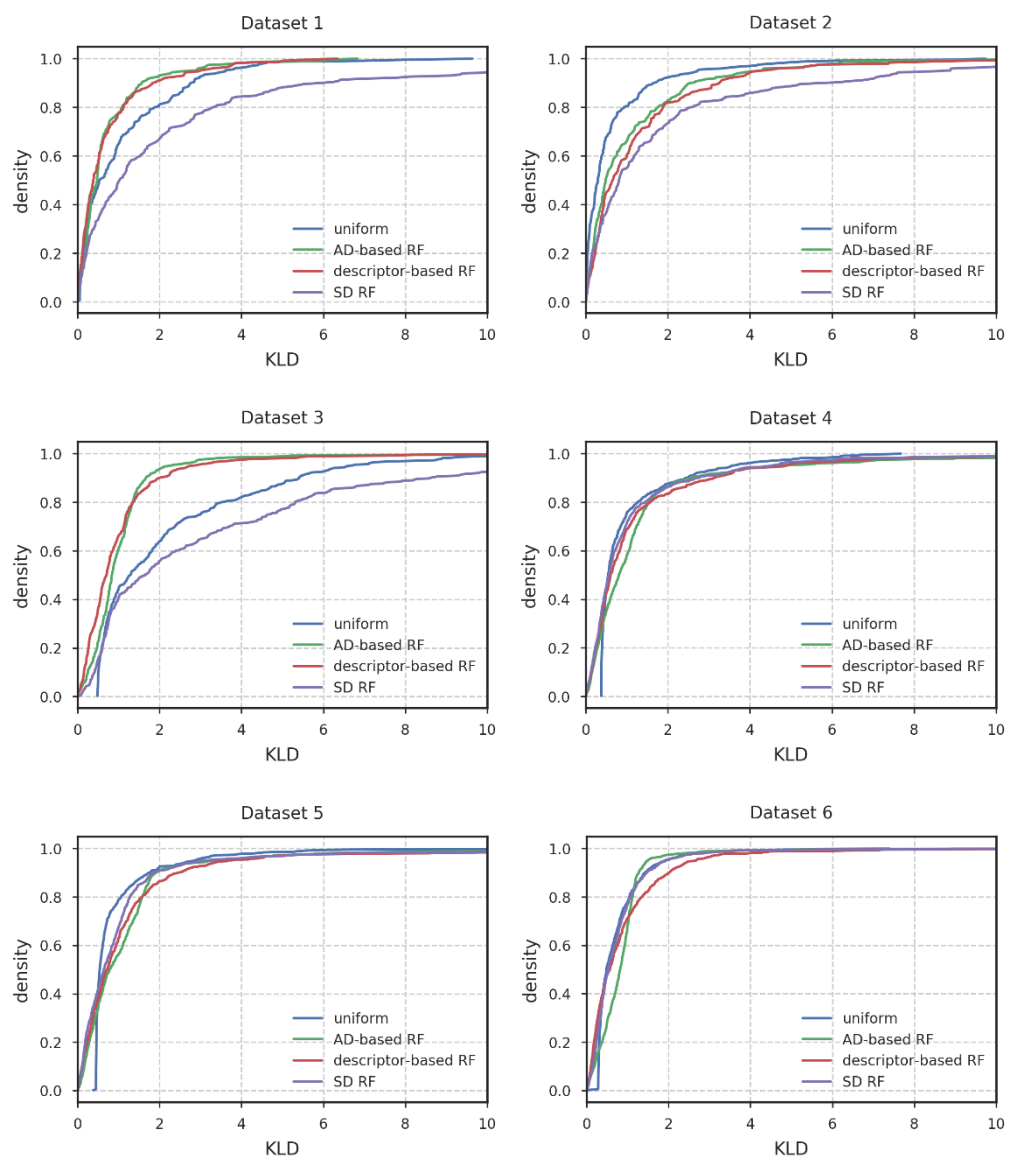 Dataset 1
density
1.0
0.8
0.6
0.4
0.2
0.0
uniform
AD-based RF
descriptor-based RF
SD RF
0 2 4 6 8 10
KLD
Dataset 2
density
1.0
0.8
0.6
0.4
0.2
0.0
uniform
AD-based RF
descriptor-based RF
SD RF
0 2 4 6 8 10
KLD
Dataset 3
density
1.0
0.8
0.6
0.4
0.2
0.0
uniform
AD-based RF
descriptor-based RF
SD RF
0 2 4 6 8 10
KLD
Dataset 4
density
1.0
0.8
0.6
0.4
0.2
0.0
uniform
AD-based RF
descriptor-based RF
SD RF
0 2 4 6 8 10
KLD
Dataset 5
density
1.0
0.8
0.6
0.4
0.2
0.0
uniform
AD-based RF
descriptor-based RF
SD RF
0 2 4 6 8 10
KLD
Dataset 6
density
1.0
0.8
0.6
0.4
0.2
0.0
uniform
AD-based RF
descriptor-based RF
SD RF
0 2 4 6 8 10
KLD